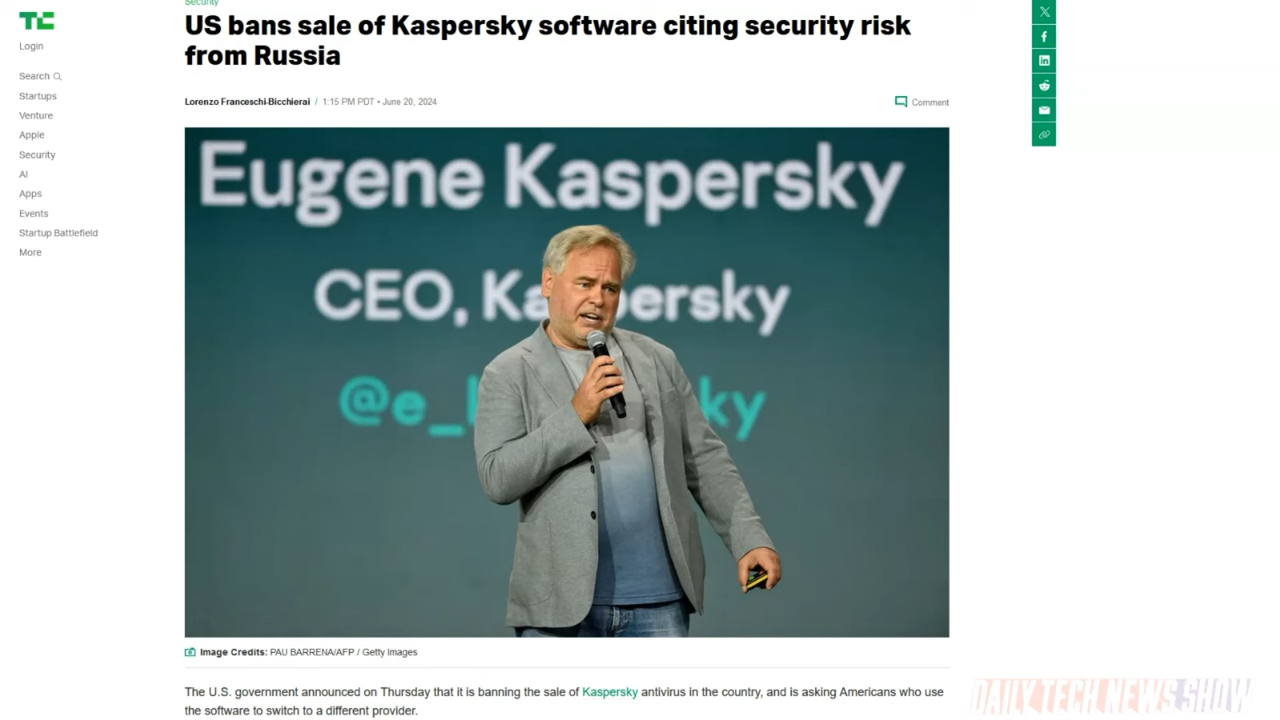 Security
TC
US bans sale of Kaspersky software citing security risk
from Russia
Login
Search
Startups
Venture
Apple
Security
AI
Apps
Events
Startup Battlefield
More
Lorenzo Franceschi-Bicchierai / 1:15 PM PDT • June 20, 2024
Comment
Eugene Kaspersky
CEO, Ka ersky
@e_ ky
Image Credits: PAU BARRENA/AFP / Getty Images
The U.S. government announced on Thursday that it is banning the sale of Kaspersky antivirus in the country, and is asking Americans who use
the software to switch to a different provider.
DAILY TECH NEWS SHOW